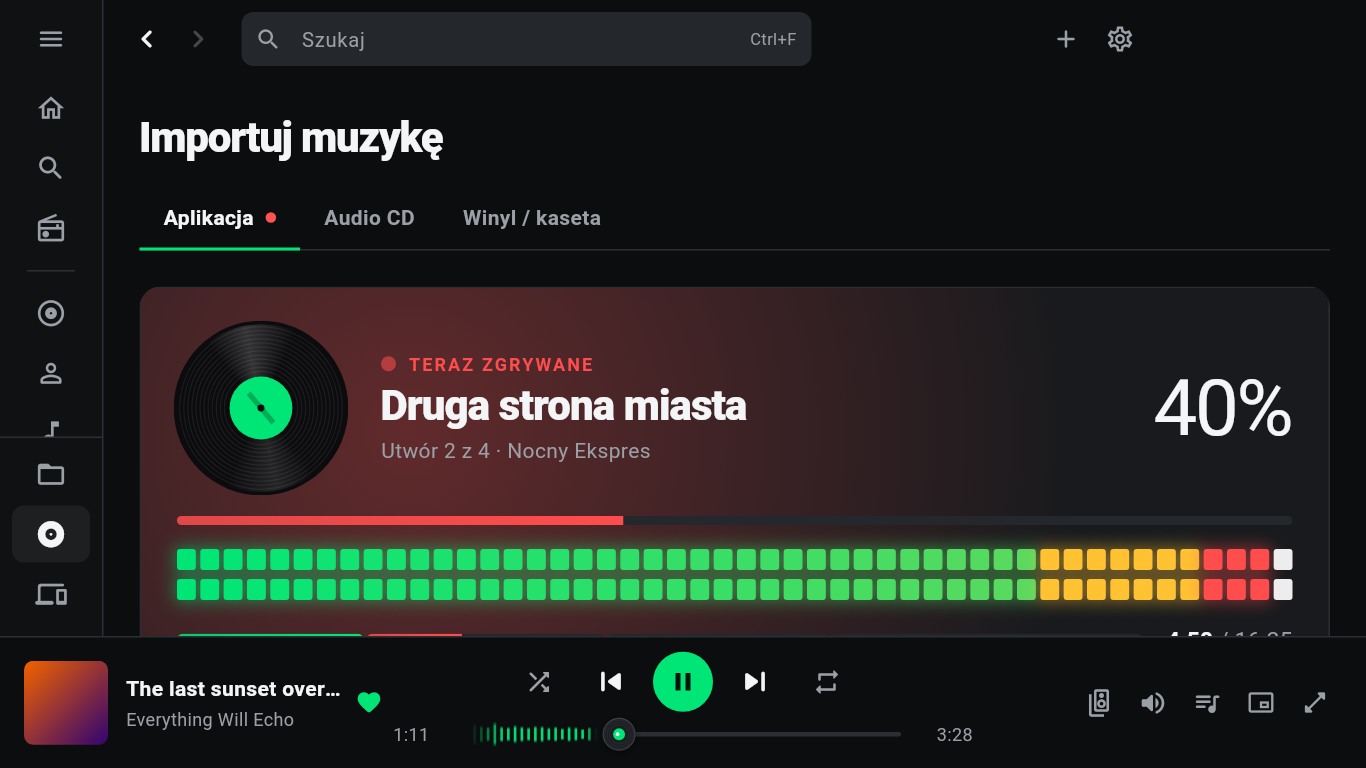 Szukaj
Ctrl+F
Importuj muzykę
Aplikacja
Audio CD
Winyl / kaseta
TERAZ ZGRYWANE
Druga strona miasta
Utwór 2 z 4 · Nocny Ekspres
40%
The last sunset over…
Everything Will Echo
1:11
3:28